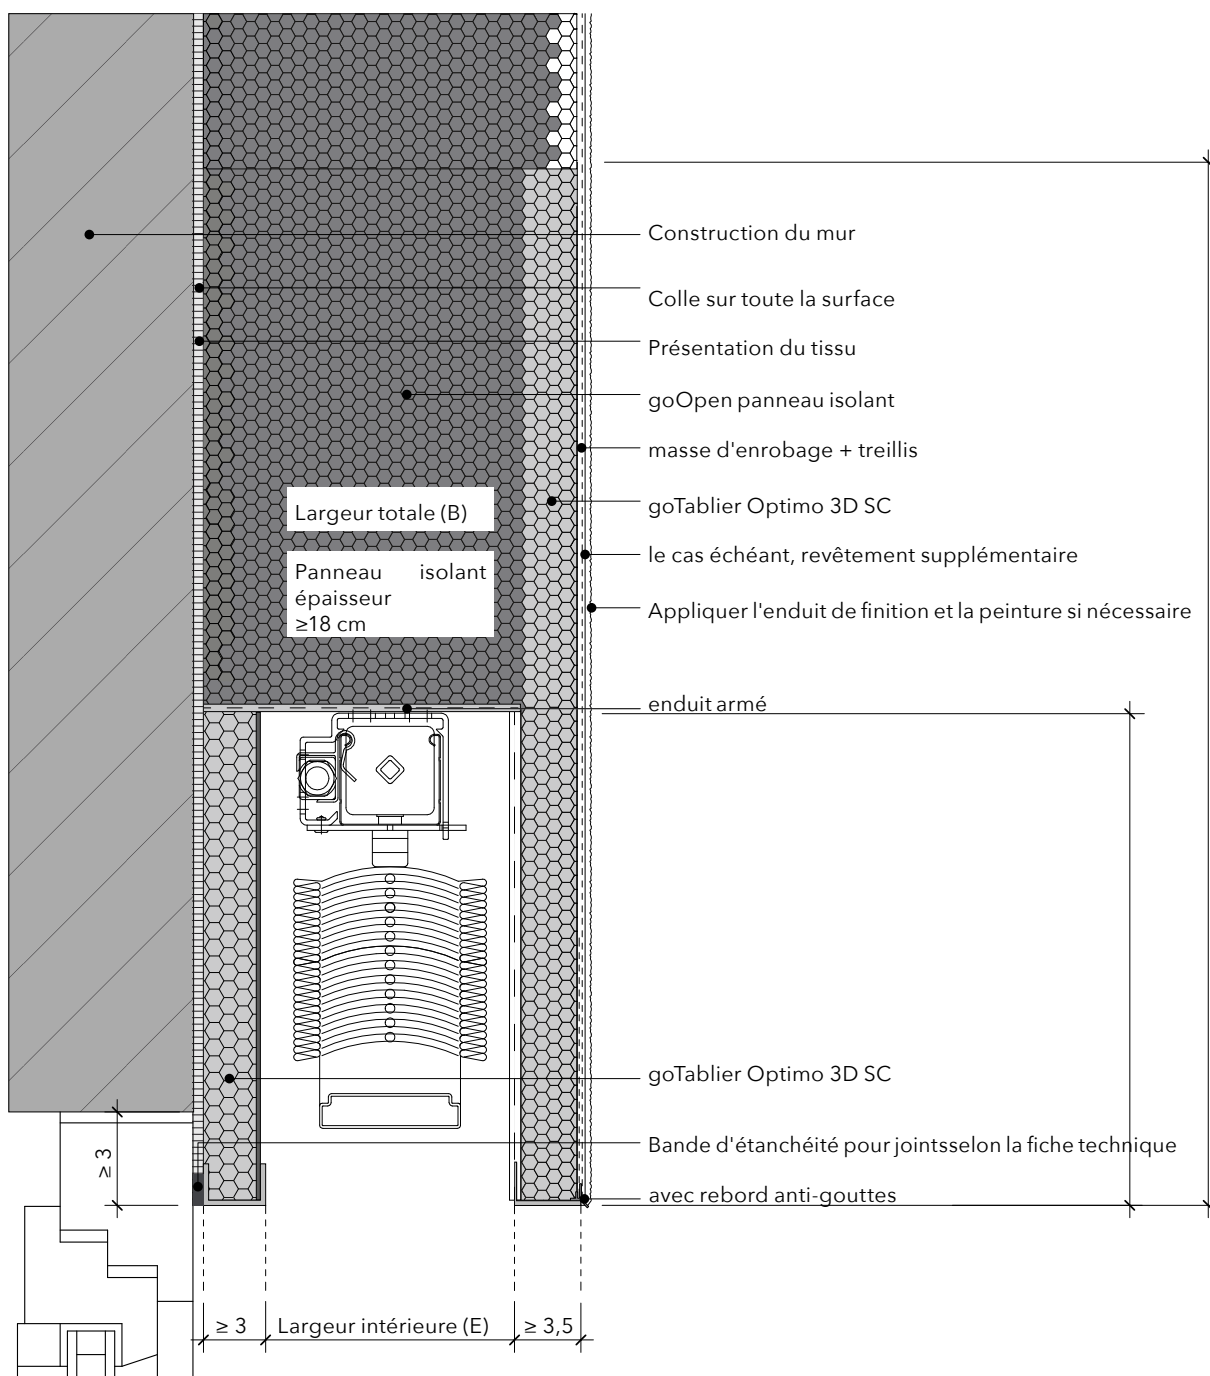 Construction du mur
Colle sur toute la surface
Présentation du tissu
goOpen panneau isolant
masse d'enrobage + treillis
goTablier Optimo 3D SC
le cas échéant, revêtement supplémentaire
Appliquer l'enduit de finition et la peinture si nécessaire
Largeur totale (B)
Panneau isolant
épaisseur
≥18 cm
enduit armé
goTablier Optimo 3D SC
Bande d'étanchéité pour jointsselon la fiche technique
avec rebord anti-gouttes
≥ 3
≥ 3
Largeur intérieure (E)
≥ 3,5